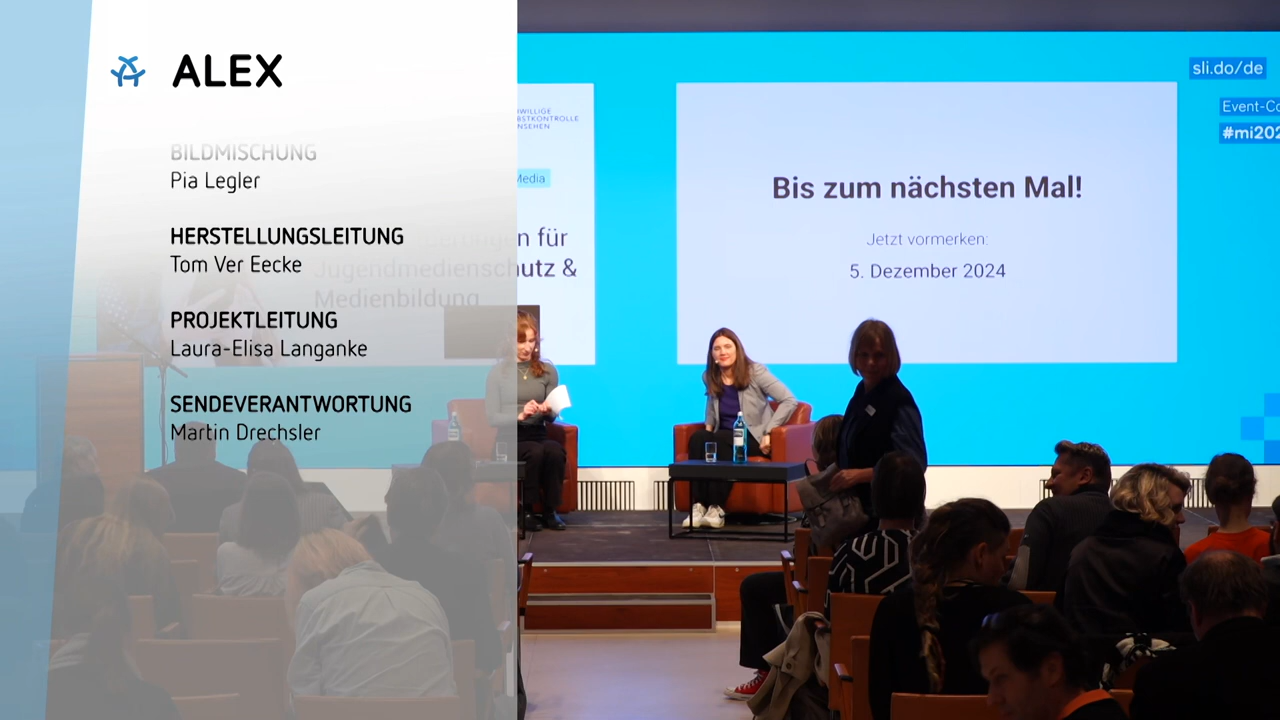 ALEX
BILDMISCHUNG
Pia Legler
HERSTELLUNGSLEITUNG
Tom Ver Eecke
PROJEKTLEITUNG
Laura-Elisa Langanke
SENDEVERANTWORTUNG
Martin Drechsler
Media
für
Jugendmedienschutz &
Medienbildung
Bis zum nächsten Mal!
Jetzt vormerken:
5. Dezember 2024
sli.do/de
#mi202